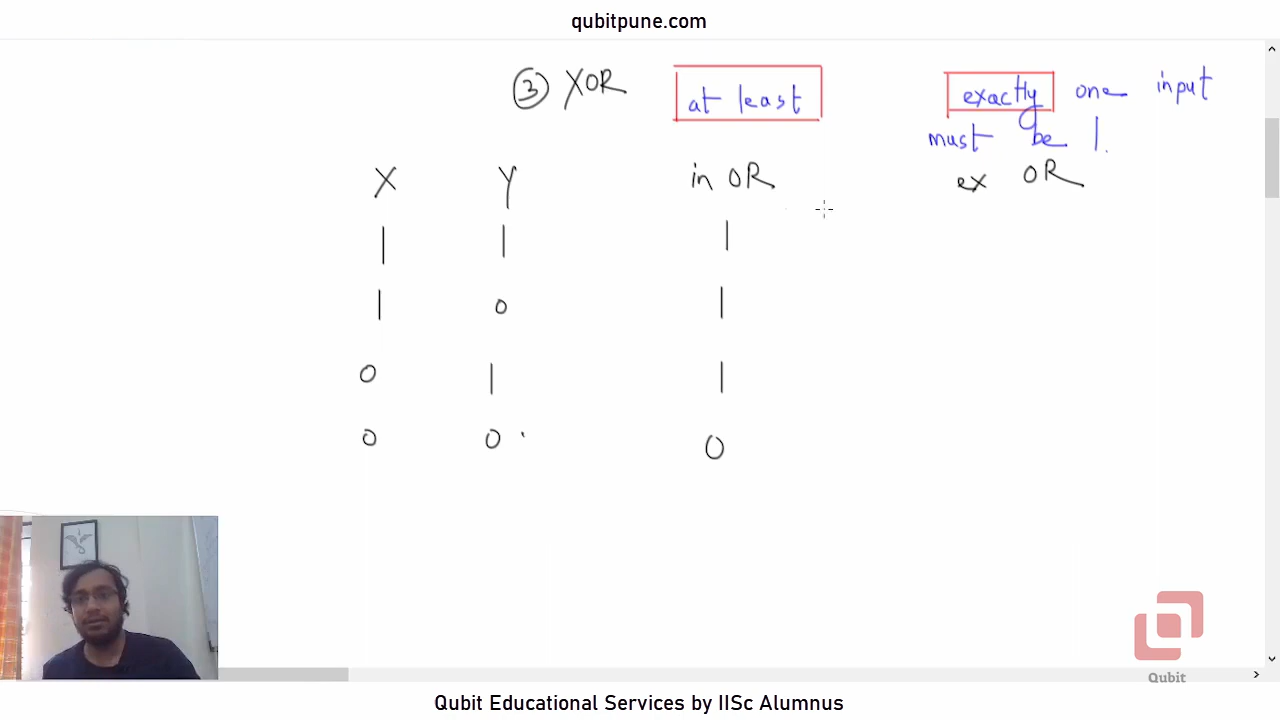 qubitpune.com
③ XOR at least exactly one input
must be 1.
X Y in OR ex OR
1 1 1
1 0 1
0 1 1
0 0 0
Qubit
Qubit Educational Services by IISc Alumnus